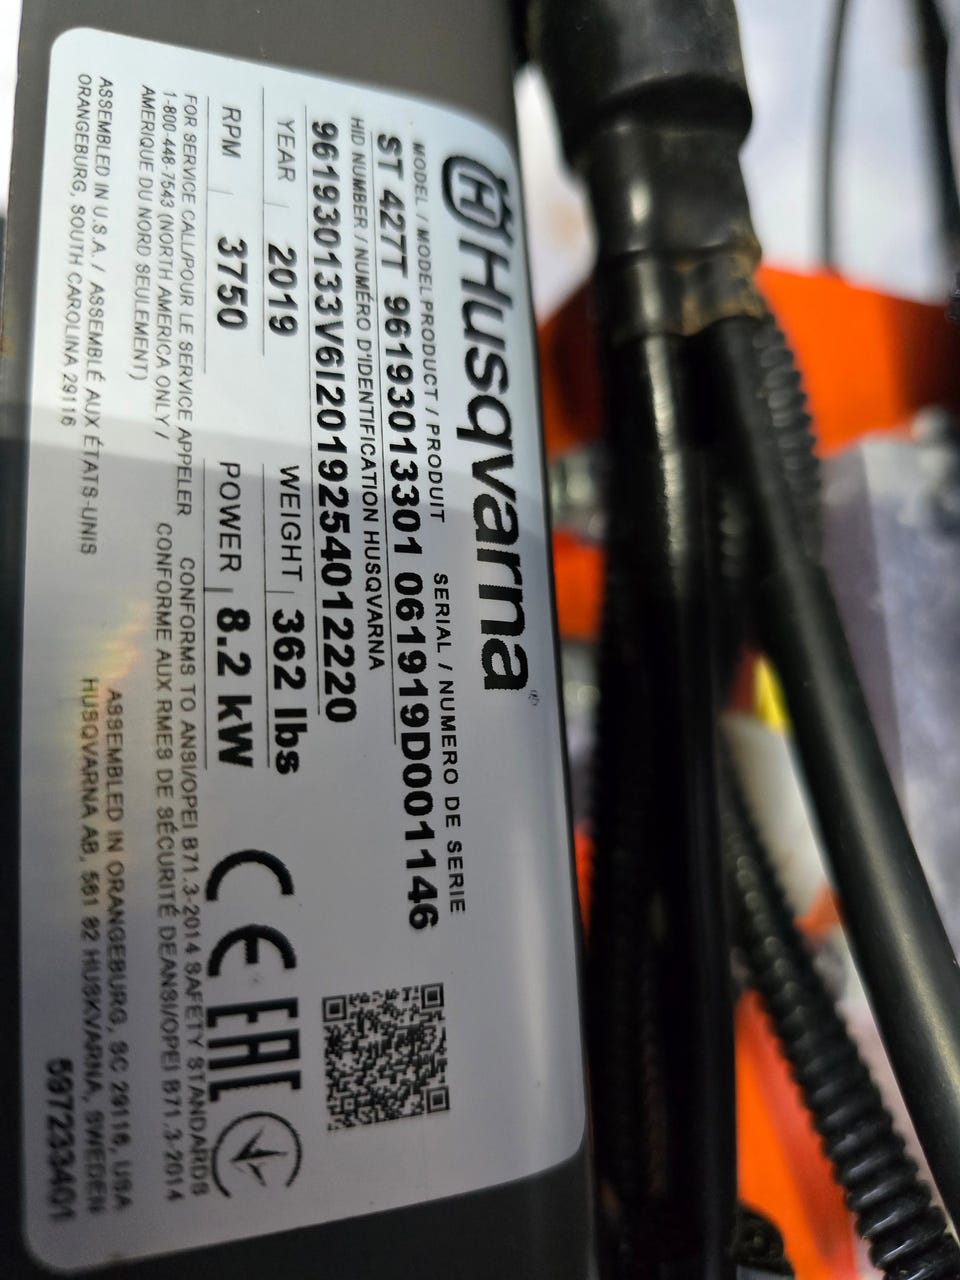 Husqvarna®
MODEL / MODEL PRODUCT / PRODUIT SERIAL / NUMERO DE SERIE
ST 427T 96193013301 061919D001146
HID NUMBER / NUMÉRO D'IDENTIFICATION HUSQVARNA
961930133V6I20192540122220
YEAR 2019 WEIGHT 362 lbs
RPM 3750 POWER 8.2 kW
CE EAC
FOR SERVICE CALL/POUR LE SERVICE APPELER
1-800-448-7543 (NORTH AMERICA ONLY /
AMERIQUE DU NORD SEULEMENT)
CONFORMS TO ANSI/OPEI B71.3-2014 SAFETY STANDARDS
CONFORME AUX RMES DE SÉCURITÉ DEANSI/OPEI B71.3-2014
ASSEMBLED IN U.S.A. / ASSEMBLÉ AUX ÉTATS-UNIS
ORANGEBURG, SOUTH CAROLINA 29116
ASSEMBLED IN ORANGEBURG, SC 29116, USA
HUSQVARNA AB, 561 82 HUSKVARNA, SWEDEN
597233401